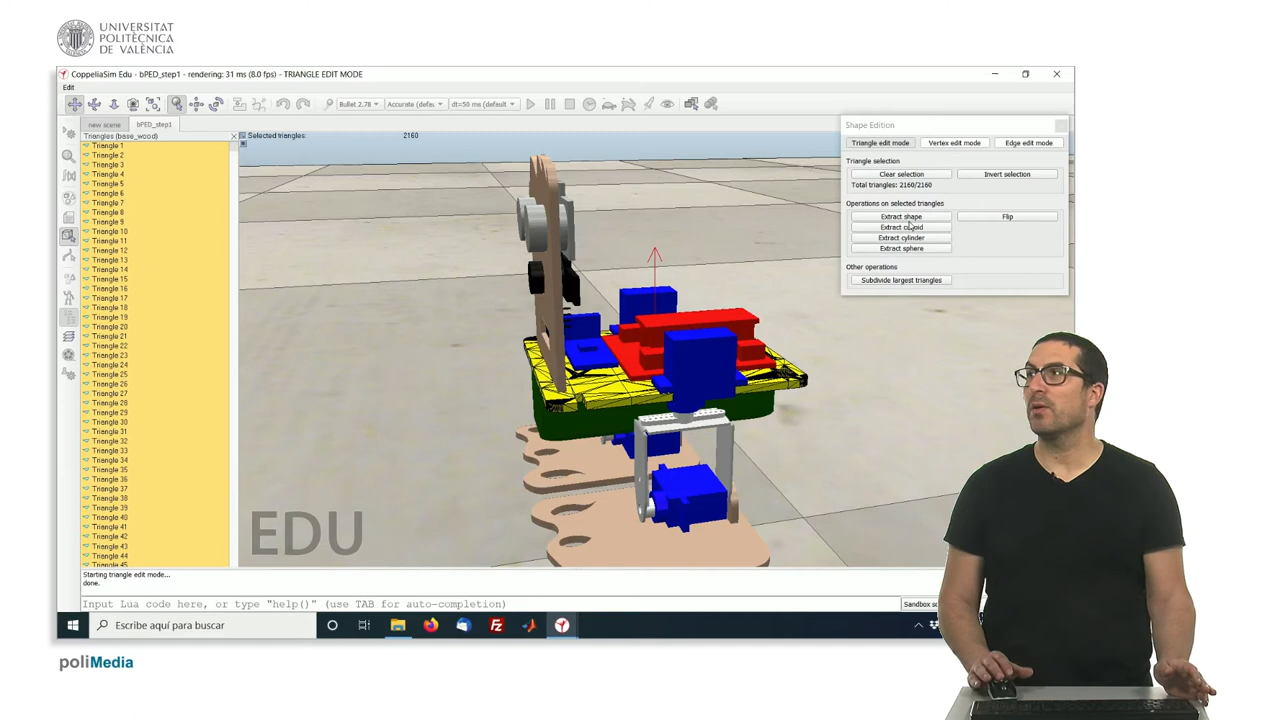 UNIVERSITAT
POLITÈCNICA
DE VALÈNCIA
CoppeliaSim Edu - bPED_step1 - rendering: 31 ms (8.0 fps) - TRIANGLE EDIT MODE
Edit
Bullet 2.78
Accurate (defau
dt=50 ms (default
new scene
bPED_step1
Triangles (base_wood)
Selected triangles: 2160
Triangle 1
Triangle 2
Triangle 3
Triangle 4
Triangle 5
Triangle 6
Triangle 7
Triangle 8
Triangle 9
Triangle 10
Triangle 11
Triangle 12
Triangle 13
Triangle 14
Triangle 15
Triangle 16
Triangle 17
Triangle 18
Triangle 19
Triangle 20
Triangle 21
Triangle 22
Triangle 23
Triangle 24
Triangle 25
Triangle 26
Triangle 27
Triangle 28
Triangle 29
Triangle 30
Triangle 31
Triangle 32
Triangle 33
Triangle 34
Triangle 35
Triangle 36
Triangle 37
Triangle 38
Triangle 39
Triangle 40
Triangle 41
Triangle 42
Triangle 43
Triangle 44
Triangle 45
Shape Edition
Triangle edit mode
Vertex edit mode
Edge edit mode
Triangle selection
Clear selection
Invert selection
Total triangles: 2160/2160
Operations on selected triangles
Extract shape
Flip
Extract cuboid
Extract cylinder
Extract sphere
Other operations
Subdivide largest triangles
EDU
Starting triangle edit mode...
done.
Input Lua code here, or type "help()" (use TAB for auto-completion)
Sandbox sc
Escribe aquí para buscar
poliMedia